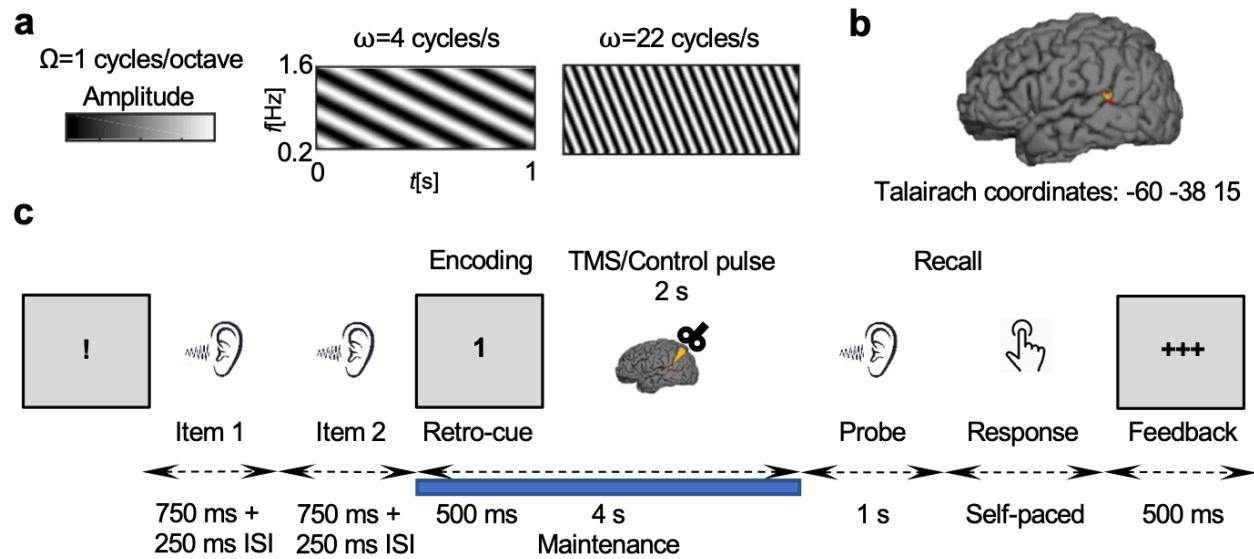 a
Ω=1 cycles/octave
Amplitude
ω=4 cycles/s
ω=22 cycles/s
1.6
f[Hz]
0.2
0
1
t[s]
b
Talairach coordinates: -60 -38 15
c
Encoding
TMS/Control pulse
2 s
Recall
!
1
+++
Item 1
Item 2
Retro-cue
Probe
Response
Feedback
750 ms +
250 ms ISI
750 ms +
250 ms ISI
500 ms
4 s
Maintenance
1 s
Self-paced
500 ms